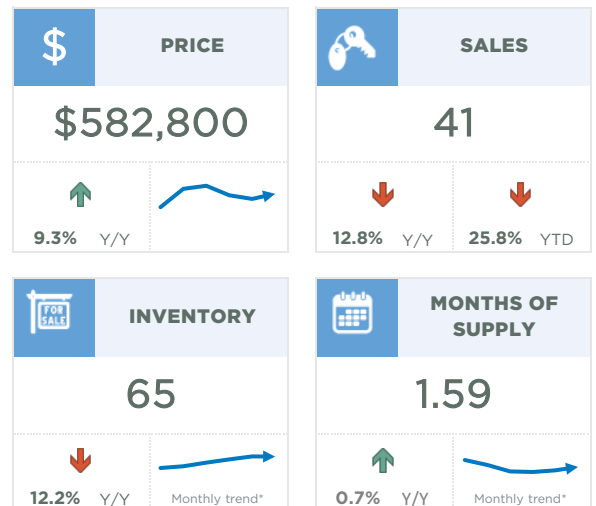 $
PRICE
$582,800
9.3% Y/Y
SALES
41
12.8% Y/Y
25.8% YTD
FOR
SALE
INVENTORY
65
12.2% Y/Y
Monthly trend*
MONTHS OF
SUPPLY
1.59
0.7% Y/Y
Monthly trend*